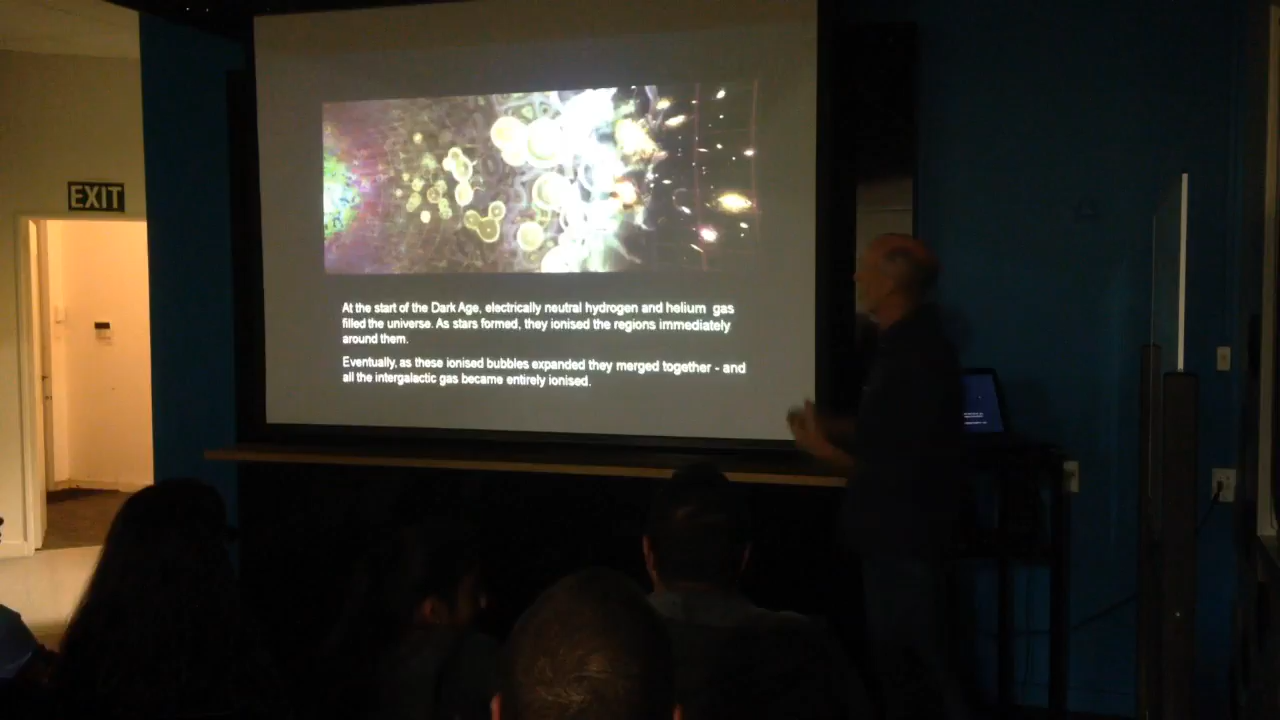 EXIT
At the start of the Dark Age, electrically neutral hydrogen and helium gas
filled the universe. As stars formed, they ionised the regions immediately
around them.
Eventually, as these ionised bubbles expanded they merged together - and
all the intergalactic gas became entirely ionised.